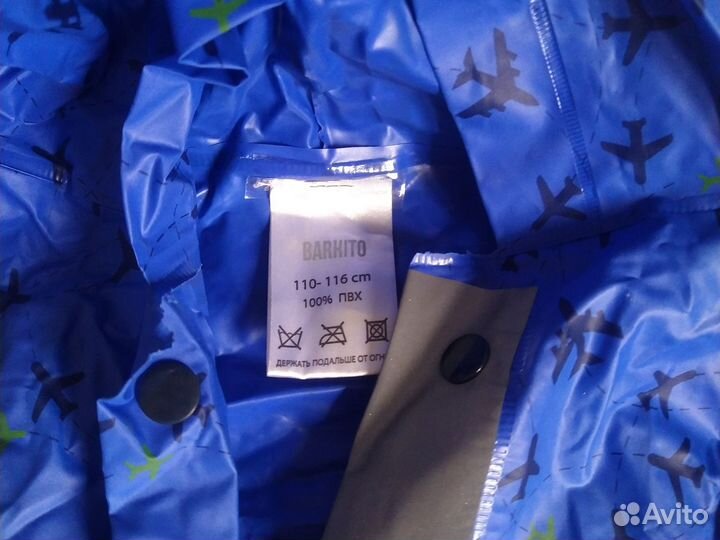 BARKITO
110-116 cm
100% ПВХ
ДЕРЖАТЬ ПОДАЛЬШЕ ОТ ОГН
Avito